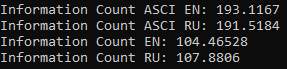 Information Count ASCI EN: 193.1167
Information Count ASCI RU: 191.5184
Information Count EN: 104.46528
Information Count RU: 107.8806